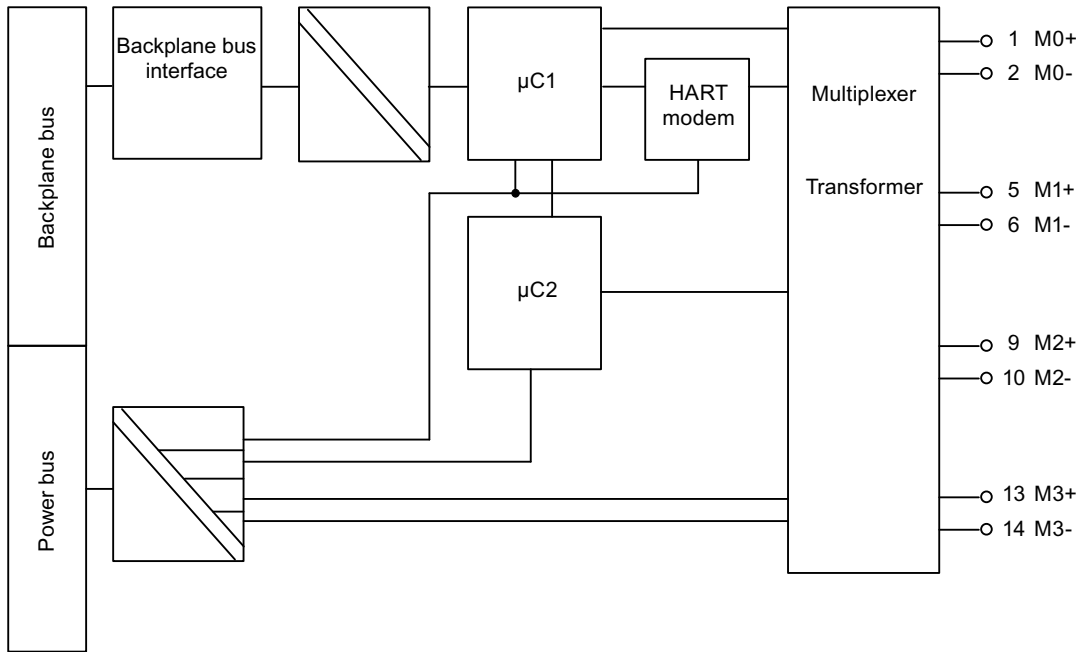 Backplane bus
Power bus
Backplane bus
interface
µC1
HART
modem
µC2
Multiplexer
Transformer
1 M0+
2 M0-
5 M1+
6 M1-
9 M2+
10 M2-
13 M3+
14 M3-